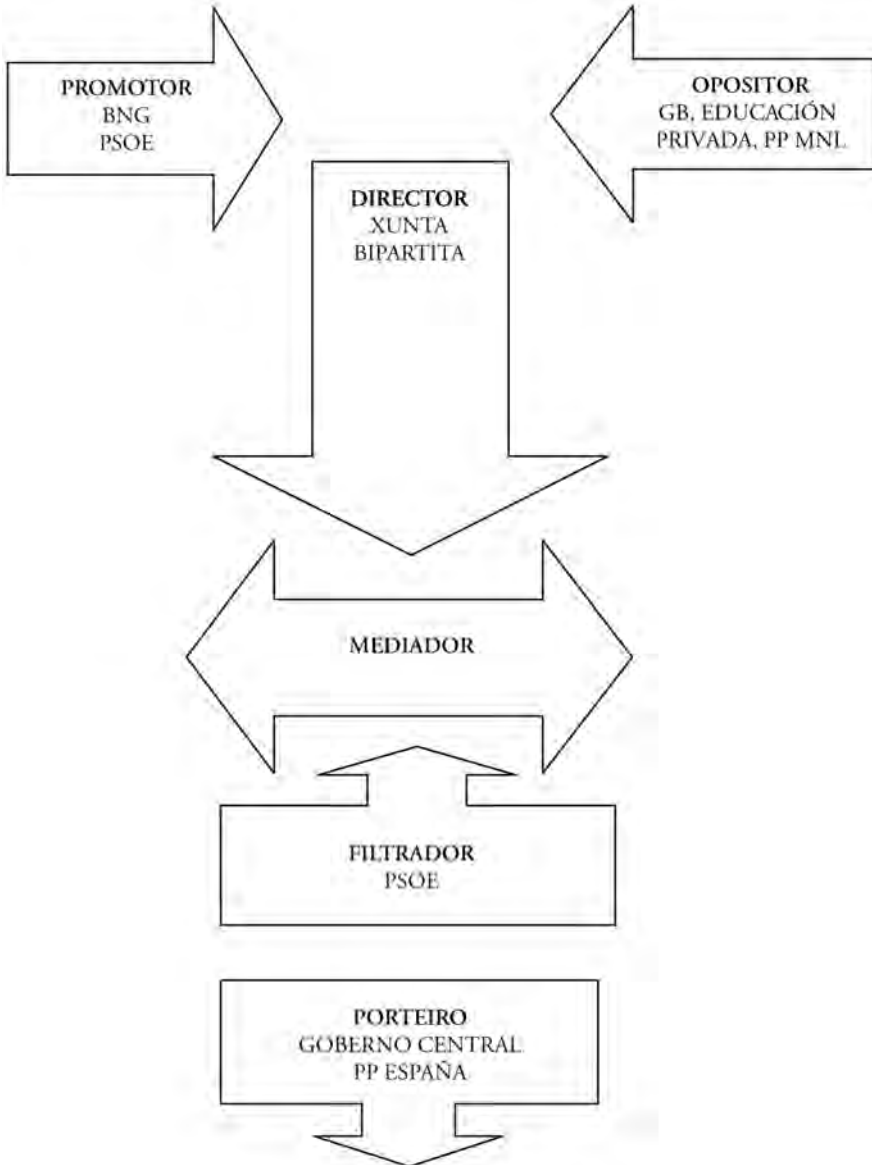 PROMOTOR
BNG
PSOE
OPOSITOR
GB, EDUCACIÓN
PRIVADA, PP MNL
DIRECTOR
XUNTA
BIPARTITA
MEDIADOR
FILTRADOR
PSOE
PORTEIRO
GOBERNO CENTRAL
PP ESPAÑA